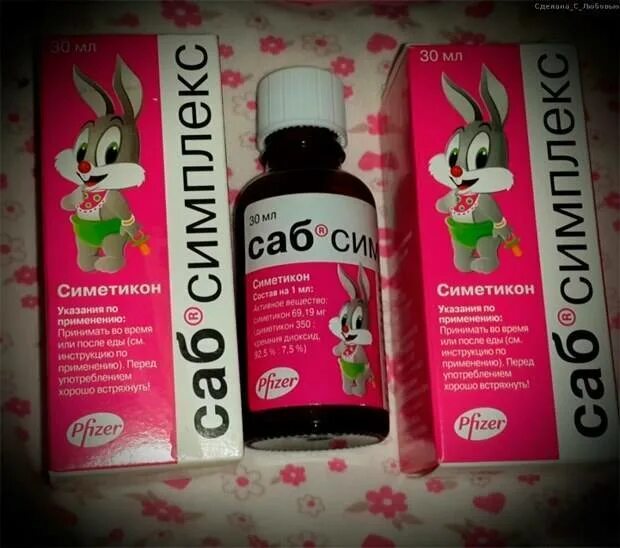 Сделана_С_Любовью
30 мл
Симетикон
Указания по
применению:
Принимать во время
или после еды (см.
инструкцию по
применению). Перед
употреблением
хорошо встряхнуть!
Pfizer
саб® симплекс
30 мл
саб® сим
Симетикон
Состав на 1 мл:
Активное вещество:
симетикон 69,19 мг
(диметикон 350 :
кремния диоксид,
92,5% : 7,5%)
Pfizer
30 мл
Симетикон
Указания по
применению:
Принимать во время
или после еды (см.
инструкцию по
применению). Перед
употреблением
хорошо встряхнуть!
Pfizer
саб® симплекс